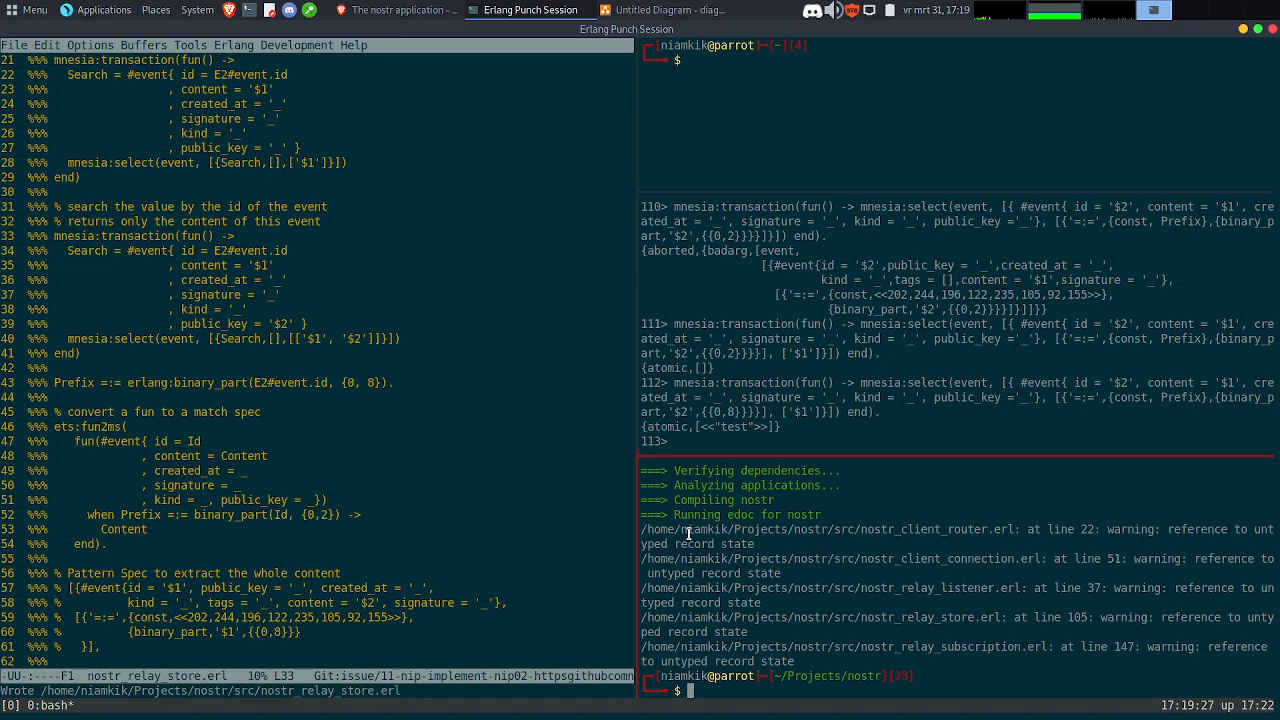 Menu Applications Places System The nostr application -... Erlang Punch Session Untitled Diagram - diag... 978 vr mrt 31, 17:19
Erlang Punch Session
File Edit Options Buffers Tools Erlang Development Help
21 %%% mnesia:transaction(fun() ->
22 %%%   Search = #event{ id = E2#event.id
23 %%%                  , content = '$1'
24 %%%                  , created_at = '_'
25 %%%                  , signature = '_'
26 %%%                  , kind = '_'
27 %%%                  , public_key = '_' }
28 %%%   mnesia:select(event, [{Search,[],['$1']}])
29 %%% end)
30 %%%
31 %%% % search the value by the id of the event
32 %%% % returns only the content of this event
33 %%% mnesia:transaction(fun() ->
34 %%%   Search = #event{ id = E2#event.id
35 %%%                  , content = '$1'
36 %%%                  , created_at = '_'
37 %%%                  , signature = '_'
38 %%%                  , kind = '_'
39 %%%                  , public_key = '$2' }
40 %%%   mnesia:select(event, [{Search,[],[['$1', '$2']]}])
41 %%% end)
42 %%%
43 %%% Prefix =:= erlang:binary_part(E2#event.id, {0, 8}).
44 %%%
45 %%% % convert a fun to a match spec
46 %%% ets:fun2ms(
47 %%%    fun(#event{ id = Id
48 %%%              , content = Content
49 %%%              , created_at = _
50 %%%              , signature = _
51 %%%              , kind = _, public_key = _})
52 %%%      when Prefix =:= binary_part(Id, {0,2}) ->
53 %%%        Content
54 %%%    end).
55 %%%
56 %%% % Pattern Spec to extract the whole content
57 %%% % [{#event{id = '$1', public_key = '_', created_at = '_',
58 %%% %          kind = '_', tags = '_', content = '$2', signature = '_'},
59 %%% %  [{'=:=',{const,<<202,244,196,122,235,105,92,155>>},
60 %%% %          {binary_part,'$1',{{0,8}}}
61 %%% %   }],
62 %%%
-UU-:----F1  nostr_relay_store.erl   10% L33   Git:issue/11-nip-implement-nip02-httpsgithubcomn
Wrote /home/niamkik/Projects/nostr/src/nostr_relay_store.erl
[niamkik@parrot]-[~][4]
$
110> mnesia:transaction(fun() -> mnesia:select(event, [{ #event{ id = '$2', content = '$1', cre
ated_at = '_', signature = '_', kind = '_', public_key ='_'}, [{'=:=',{const, Prefix},{binary_p
art,'$2',{{0,2}}}}]}]) end).
{aborted,{badarg,[event,
[{#event{id = '$2',public_key = '_',created_at = '_',
kind = '_',tags = [],content = '$1',signature = '_'},
[{'=:=',{const,<<202,244,196,122,235,105,92,155>>},
{binary_part,'$2',{{0,2}}}}]}]]}}
111> mnesia:transaction(fun() -> mnesia:select(event, [{ #event{ id = '$2', content = '$1', cre
ated_at = '_', signature = '_', kind = '_', public_key ='_'}, [{'=:=',{const, Prefix},{binary_p
art,'$2',{{0,2}}}}], ['$1']}]) end).
{atomic,[]}
112> mnesia:transaction(fun() -> mnesia:select(event, [{ #event{ id = '$2', content = '$1', cre
ated_at = '_', signature = '_', kind = '_', public_key ='_'}, [{'=:=',{const, Prefix},{binary_p
art,'$2',{{0,8}}}}], ['$1']}]) end).
{atomic,[<<"test">>]}
113>
===> Verifying dependencies...
===> Analyzing applications...
===> Compiling nostr
===> Running edoc for nostr
/home/niamkik/Projects/nostr/src/nostr_client_router.erl: at line 22: warning: reference to unt
yped record state
/home/niamkik/Projects/nostr/src/nostr_client_connection.erl: at line 51: warning: reference to
 untyped record state
/home/niamkik/Projects/nostr/src/nostr_relay_listener.erl: at line 37: warning: reference to un
typed record state
/home/niamkik/Projects/nostr/src/nostr_relay_store.erl: at line 105: warning: reference to unty
ped record state
/home/niamkik/Projects/nostr/src/nostr_relay_subscription.erl: at line 147: warning: reference
to untyped record state
[niamkik@parrot]-[~/Projects/nostr][23]
$
[0] 0:bash* 17:19:27 up 17:22